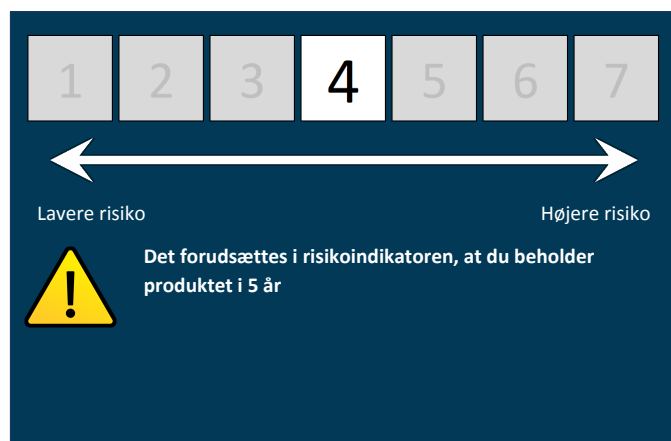 1 2 3 4 5 6 7
Lavere risiko Højere risiko
Det forudsættes i risikoindikatoren, at du beholder
produktet i 5 år